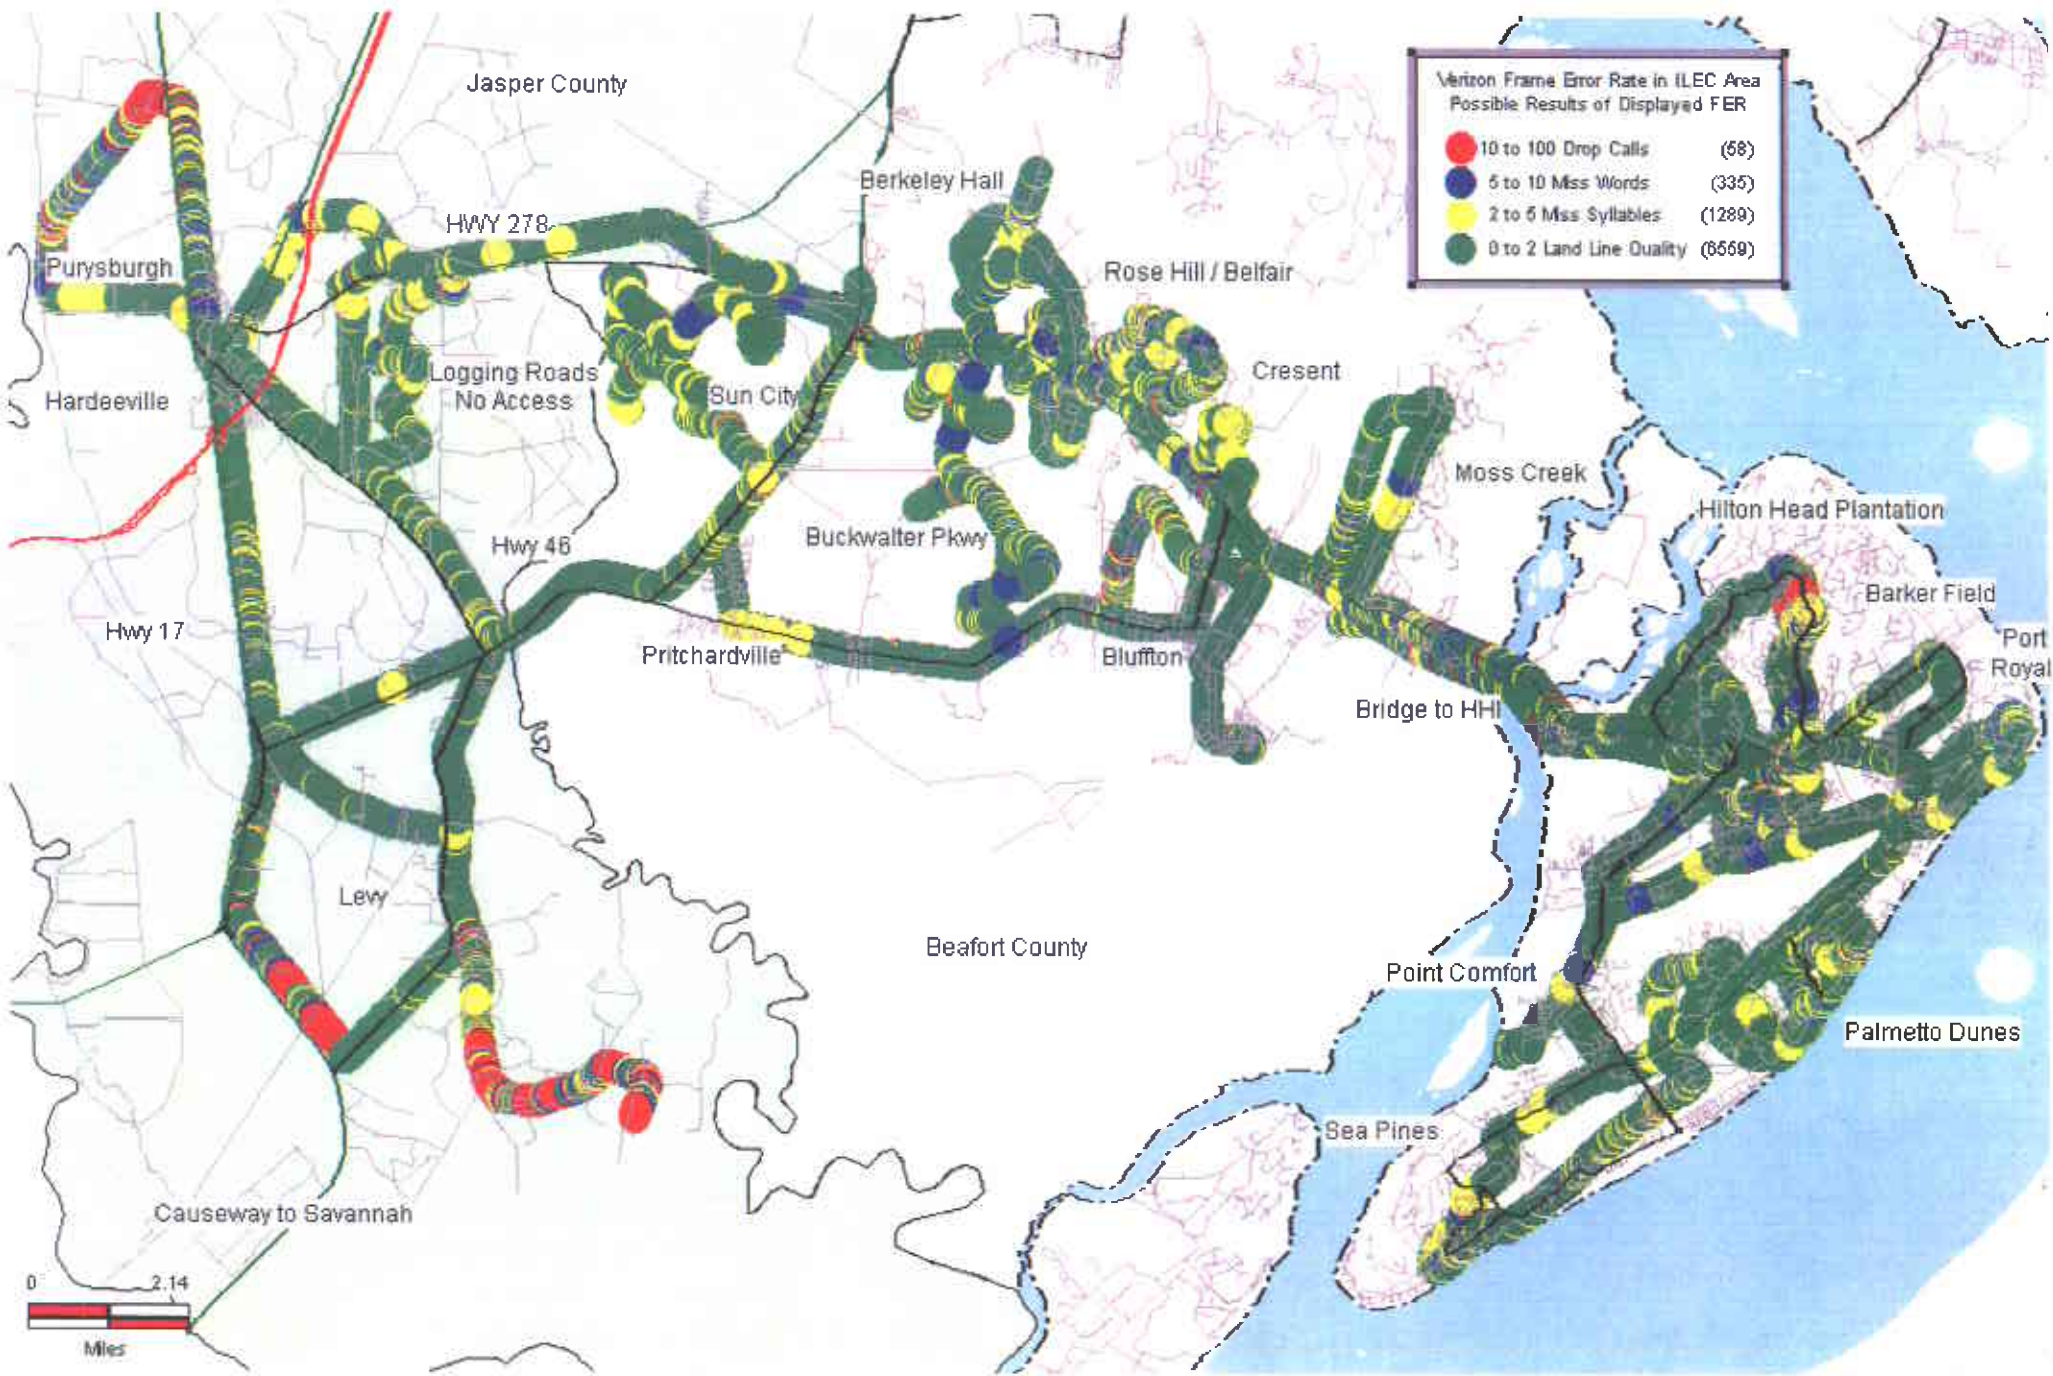 Jasper County
Verizon Frame Error Rate in ILEC Area
Possible Results of Displayed FER
10 to 100 Drop Calls (58)
5 to 10 Miss Words (335)
2 to 5 Miss Syllables (1289)
0 to 2 Land Line Quality (6559)
Berkeley Hall
HWY 278
Purysburgh
Rose Hill / Belfair
Logging Roads
No Access
Cresent
Hardeeville
Sun City
Moss Creek
Hilton Head Plantation
Buckwalter Pkwy
Hwy 46
Barker Field
Hwy 17
Port
Royal
Pritchardville
Bluffton
Bridge to HHI
Levy
Beafort County
Point Comfort
Palmetto Dunes
Sea Pines
Causeway to Savannah
0 2.14
Miles